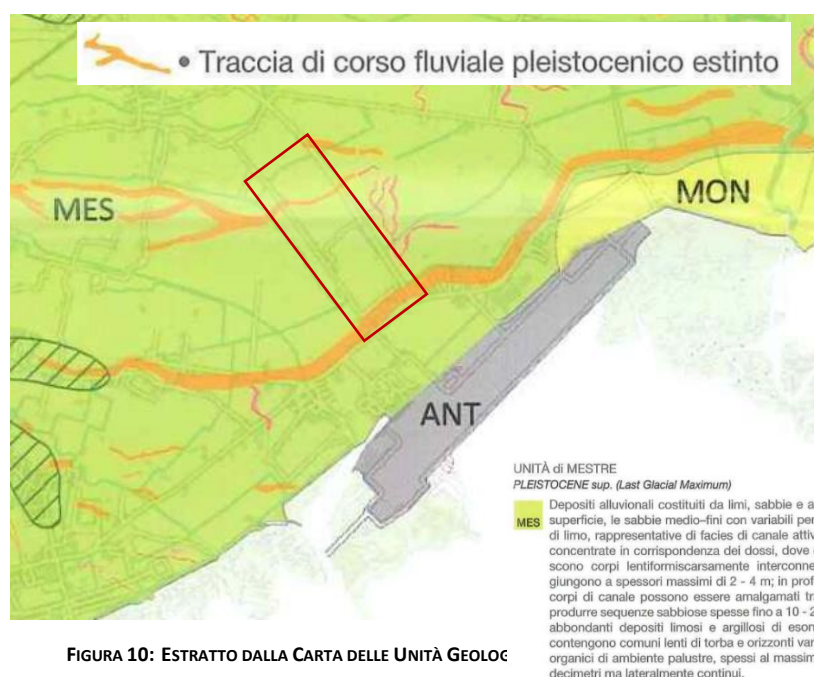 • Traccia di corso fluviale pleistocenico estinto
MES
MON
ANT
UNITÀ di MESTRE
PLEISTOCENE sup. (Last Glacial Maximum)
MES
Depositi alluvionali costituiti da limi, sabbie e a
superficie, le sabbie medio–fini con variabili per
di limo, rappresentative di facies di canale attiv
concentrate in corrispondenza dei dossi, dove
scono corpi lentiformiscarsamente interconne
giungono a spessori massimi di 2 - 4 m; in prof
corpi di canale possono essere amalgamati tra
produrre sequenze sabbiose spesse fino a 10 - 2
abbondanti depositi limosi e argillosi di eson
contengono comuni lenti di torba e orizzonti var
organici di ambiente palustre, spessi al massim
decimetri ma lateralmente continui.
FIGURA 10: ESTRATTO DALLA CARTA DELLE UNITÀ GEOLOG